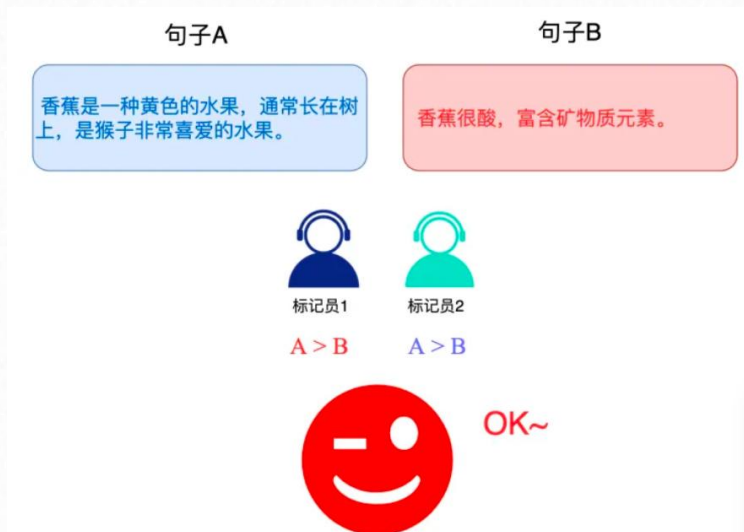 句子A
句子B
香蕉是一种黄色的水果，通常长在树
上，是猴子非常喜爱的水果。
香蕉很酸，富含矿物质元素。
标记员1
标记员2
A > B
A > B
OK~